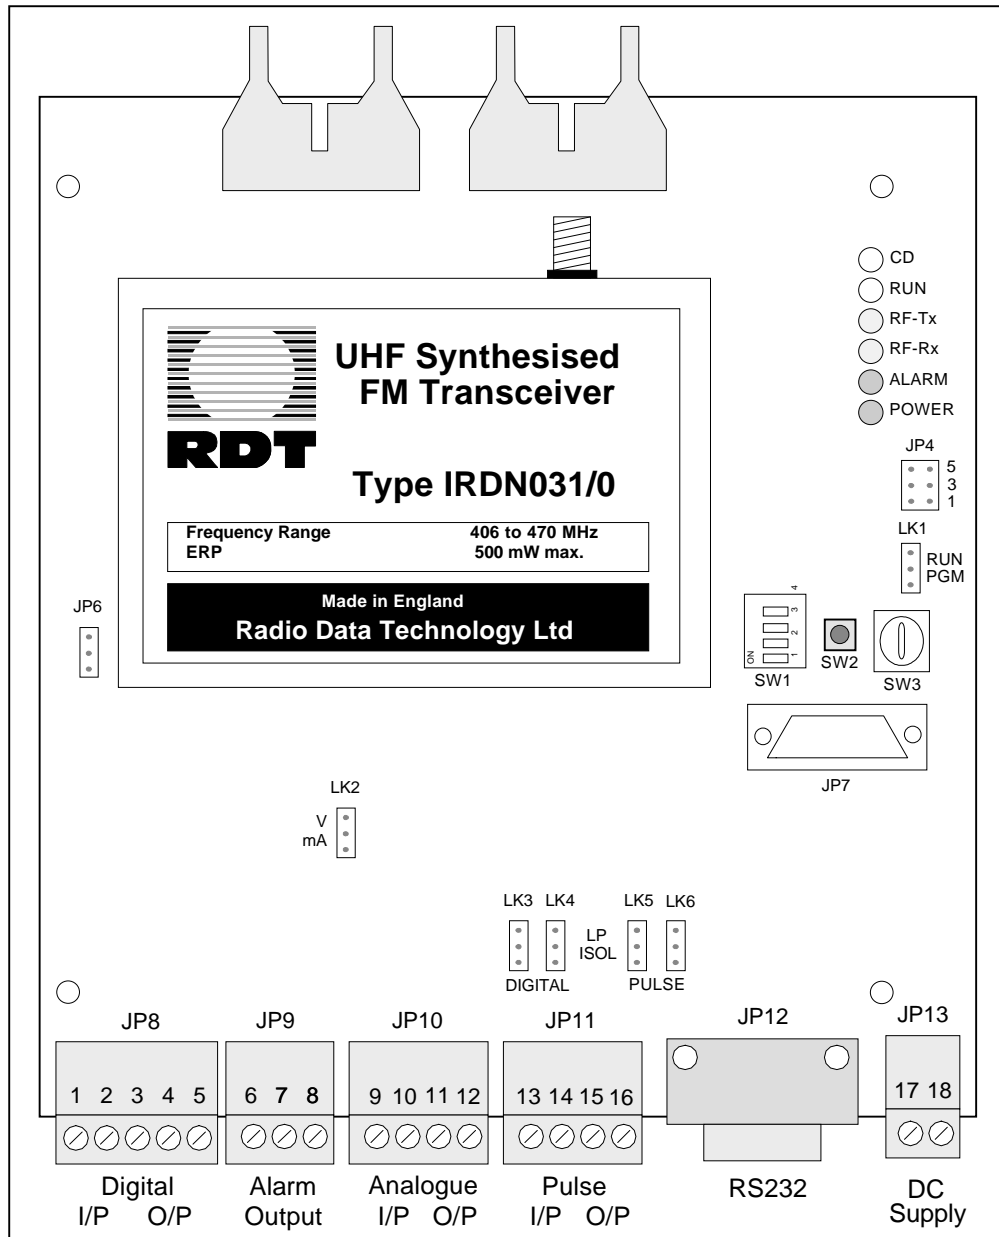 CD
RUN
RF-Tx
RF-Rx
ALARM
POWER
JP4
5
3
1
LK1
RUN
PGM
RDT
UHF Synthesised
FM Transceiver
Type IRDN031/0
Frequency Range 406 to 470 MHz
ERP 500 mW max.
Made in England
Radio Data Technology Ltd
JP6
ON
1 2 3 4
SW1
SW2
SW3
JP7
LK2
V
mA
LK3 LK4 LK5 LK6
LP
ISOL
DIGITAL PULSE
JP8 JP9 JP10 JP11 JP12 JP13
1 2 3 4 5 6 7 8 9 10 11 12 13 14 15 16 17 18
Digital
I/P O/P
Alarm
Output
Analogue
I/P O/P
Pulse
I/P O/P
RS232
DC
Supply